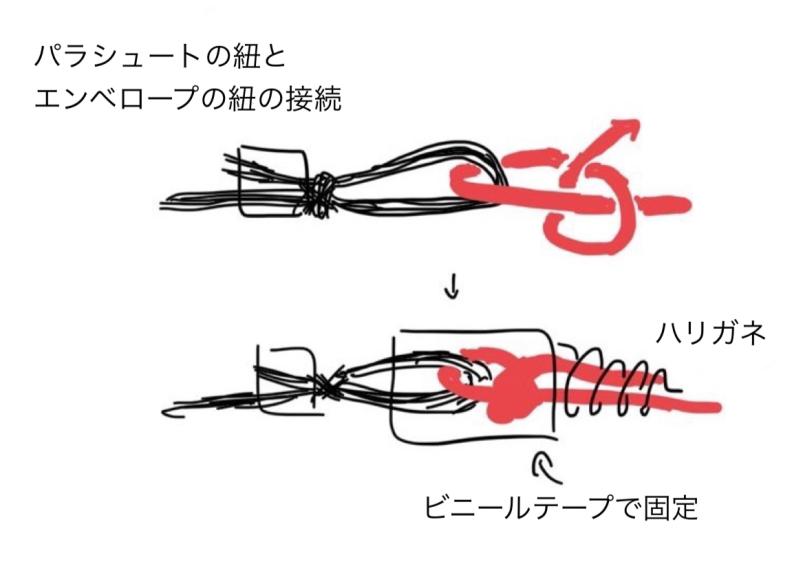 パラシュートの紐と
エンベロープの紐の接続
ハリガネ
ビニールテープで固定